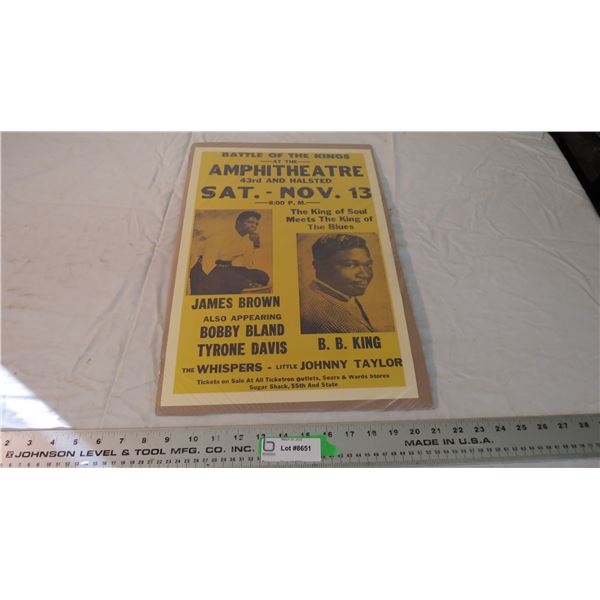 BATTLE OF THE KINGS
AT THE
AMPHITHEATRE
43rd AND HALSTED
SAT. - NOV. 13
8:00 P. M.
The King of Soul
Meets The King of
The Blues
JAMES BROWN
ALSO APPEARING
BOBBY BLAND
TYRONE DAVIS
B. B. KING
THE WHISPERS - LITTLE JOHNNY TAYLOR
Tickets on Sale At All Ticketron outlets, Sears & Wards Stores
Sugar Shack, 55th And State
2 3 4 5 6 7 8 9 10 11 12 13 15 16 17 18 19 20 21 22 23 24 25 26 27 28
JOHNSON LEVEL & TOOL MFG. CO. INC.
MADE IN U.S.A.
Lot #8651